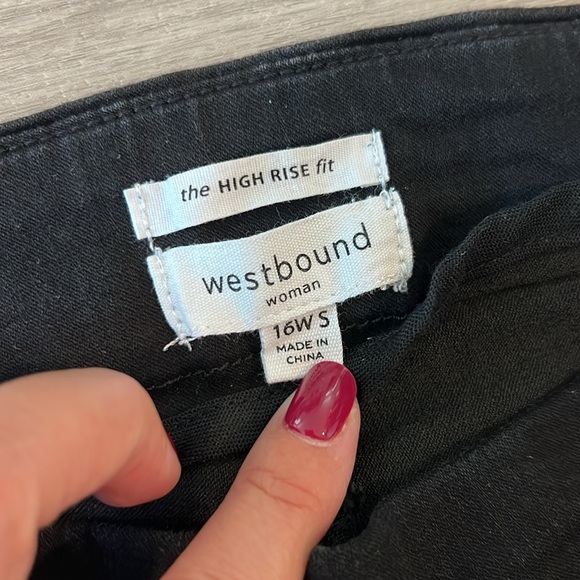 the HIGH RISE fit
westbound
woman
16W S
MADE IN
CHINA